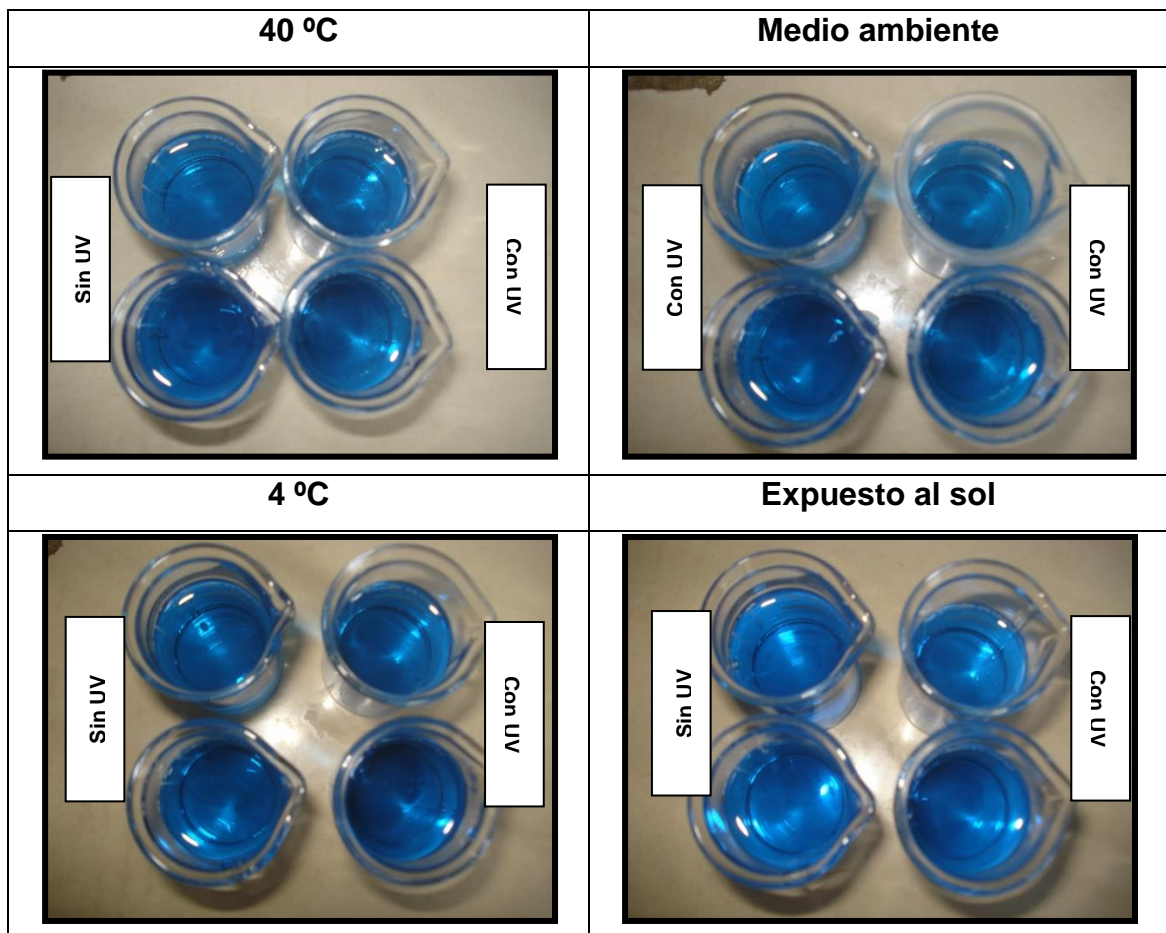 40 ºC
Medio ambiente
Sin UV
Con UV
Con UV
Con UV
4 ºC
Expuesto al sol
Sin UV
Con UV
Sin UV
Con UV